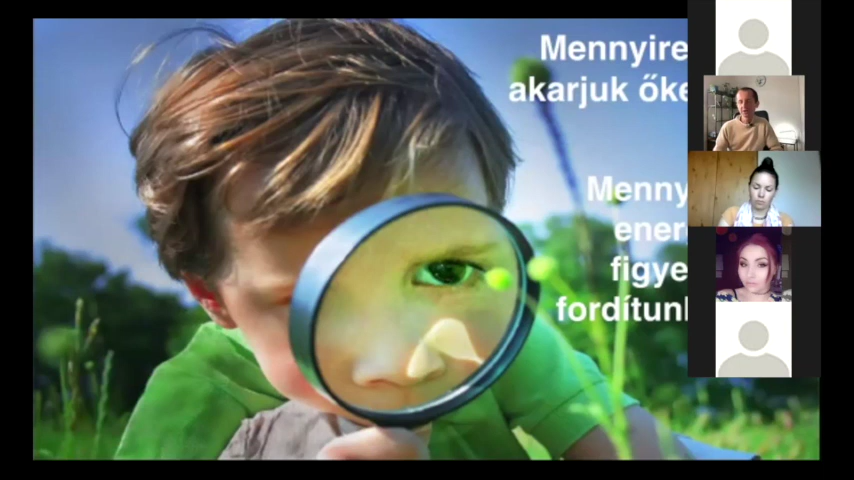 Mennyire
akarjuk őke
Menny
ener
figye
fordítunk